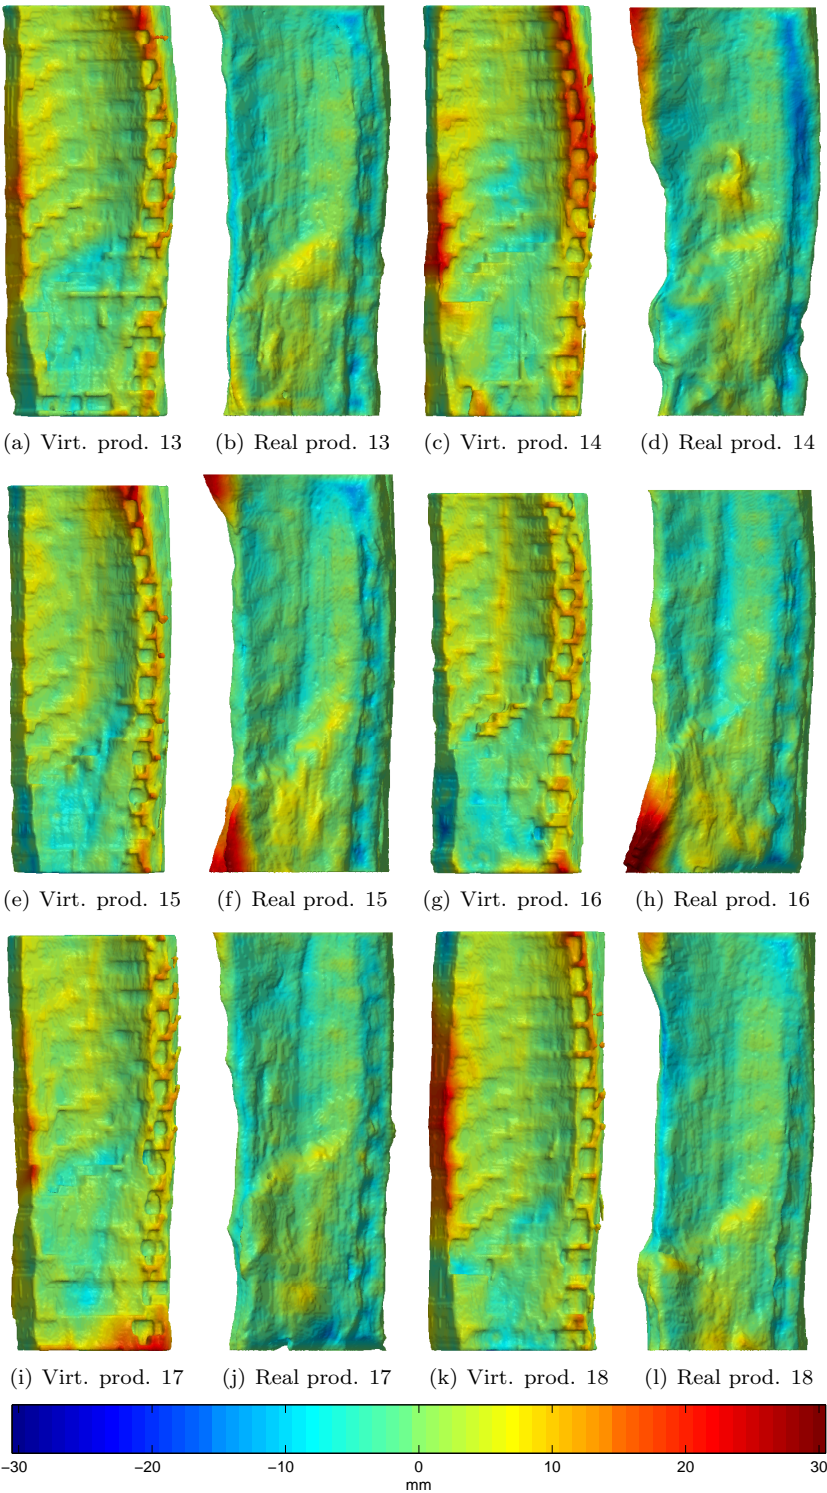 (a) Virt. prod. 13 (b) Real prod. 13 (c) Virt. prod. 14 (d) Real prod. 14
(e) Virt. prod. 15 (f) Real prod. 15 (g) Virt. prod. 16 (h) Real prod. 16
(i) Virt. prod. 17 (j) Real prod. 17 (k) Virt. prod. 18 (l) Real prod. 18
−30 −20 −10 0 10 20 30
mm